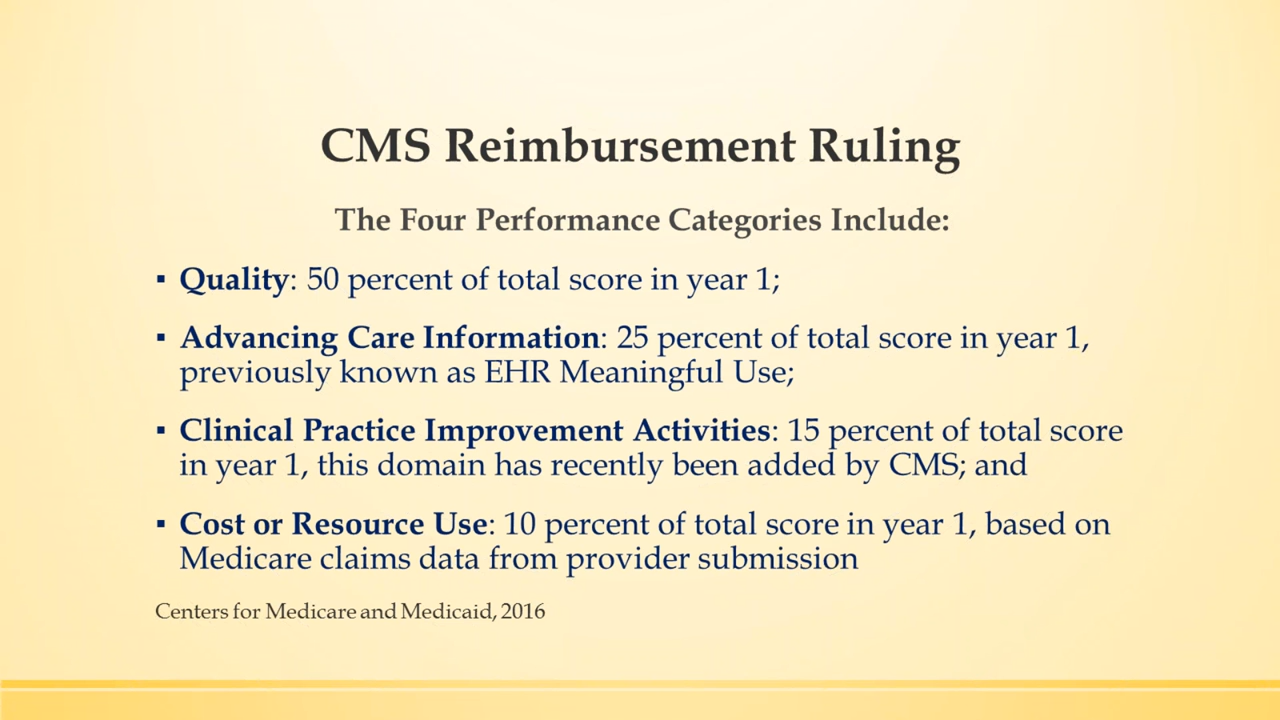 CMS Reimbursement Ruling
The Four Performance Categories Include:
▪ Quality: 50 percent of total score in year 1;
▪ Advancing Care Information: 25 percent of total score in year 1,
previously known as EHR Meaningful Use;
▪ Clinical Practice Improvement Activities: 15 percent of total score
in year 1, this domain has recently been added by CMS; and
▪ Cost or Resource Use: 10 percent of total score in year 1, based on
Medicare claims data from provider submission
Centers for Medicare and Medicaid, 2016